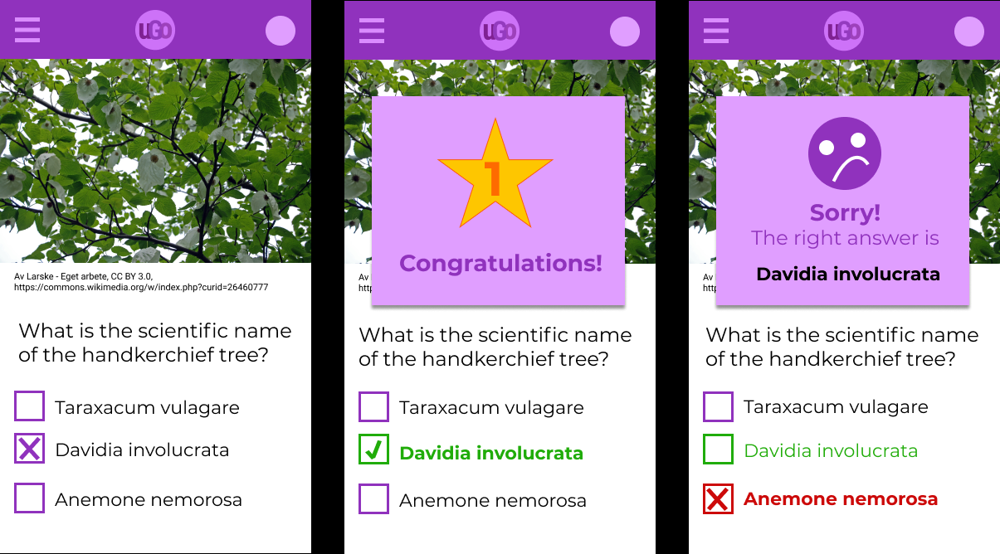 uGo
Av Larske - Eget arbete, CC BY 3.0,
https://commons.wikimedia.org/w/index.php?curid=26460777
What is the scientific name
of the handkerchief tree?
Taraxacum vulagare
Davidia involucrata
Anemone nemorosa
uGo
1
Congratulations!
Av
http
What is the scientific name
of the handkerchief tree?
Taraxacum vulagare
Davidia involucrata
Anemone nemorosa
uGo
Sorry!
The right answer is
Davidia involucrata
Av
http
What is the scientific name
of the handkerchief tree?
Taraxacum vulagare
Davidia involucrata
Anemone nemorosa